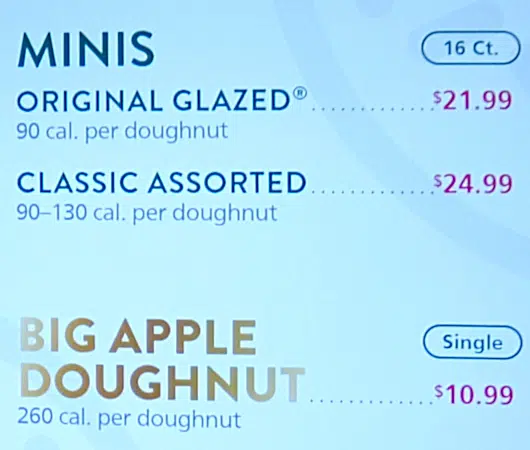 MINIS 16 Ct.
ORIGINAL GLAZED®............$21.99
90 cal. per doughnut
CLASSIC ASSORTED............$24.99
90–130 cal. per doughnut
BIG APPLE Single
DOUGHNUT............$10.99
260 cal. per doughnut